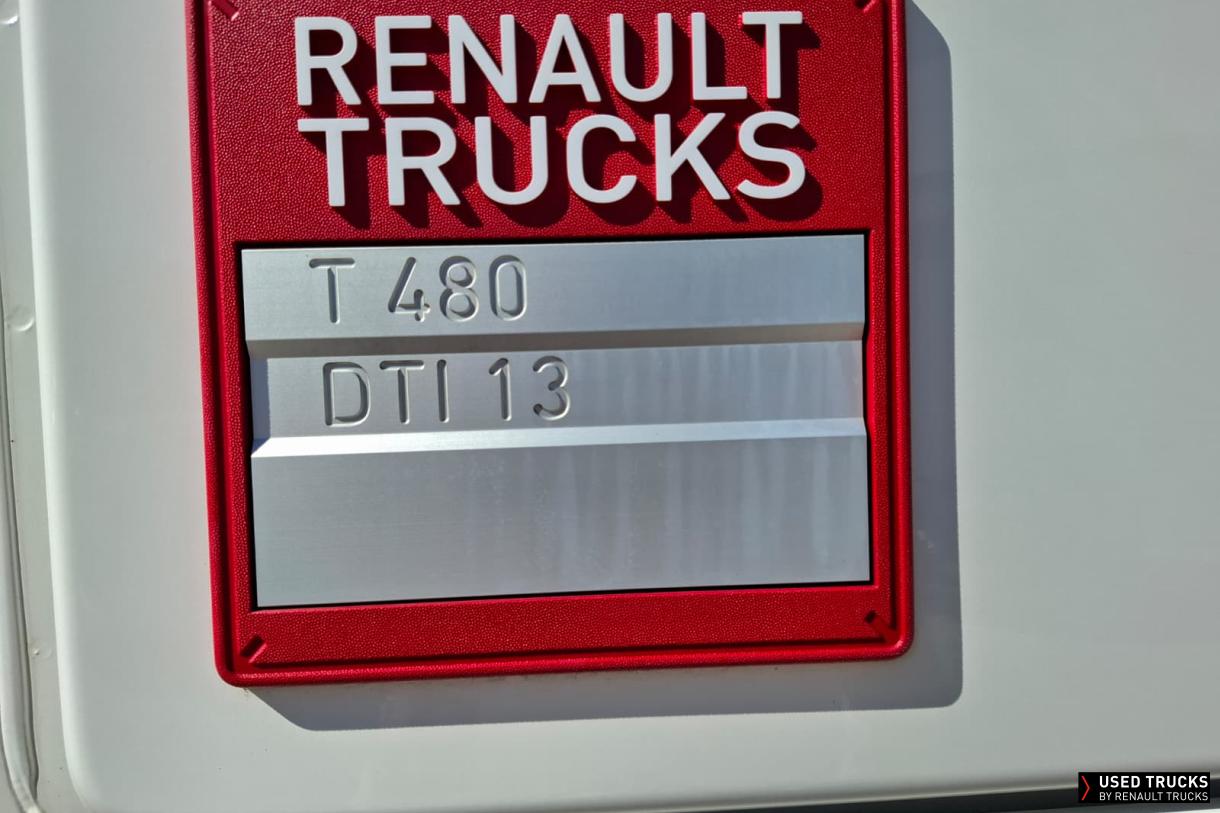 RENAULT
TRUCKS
T 480
DTI 13
USED TRUCKS
BY RENAULT TRUCKS